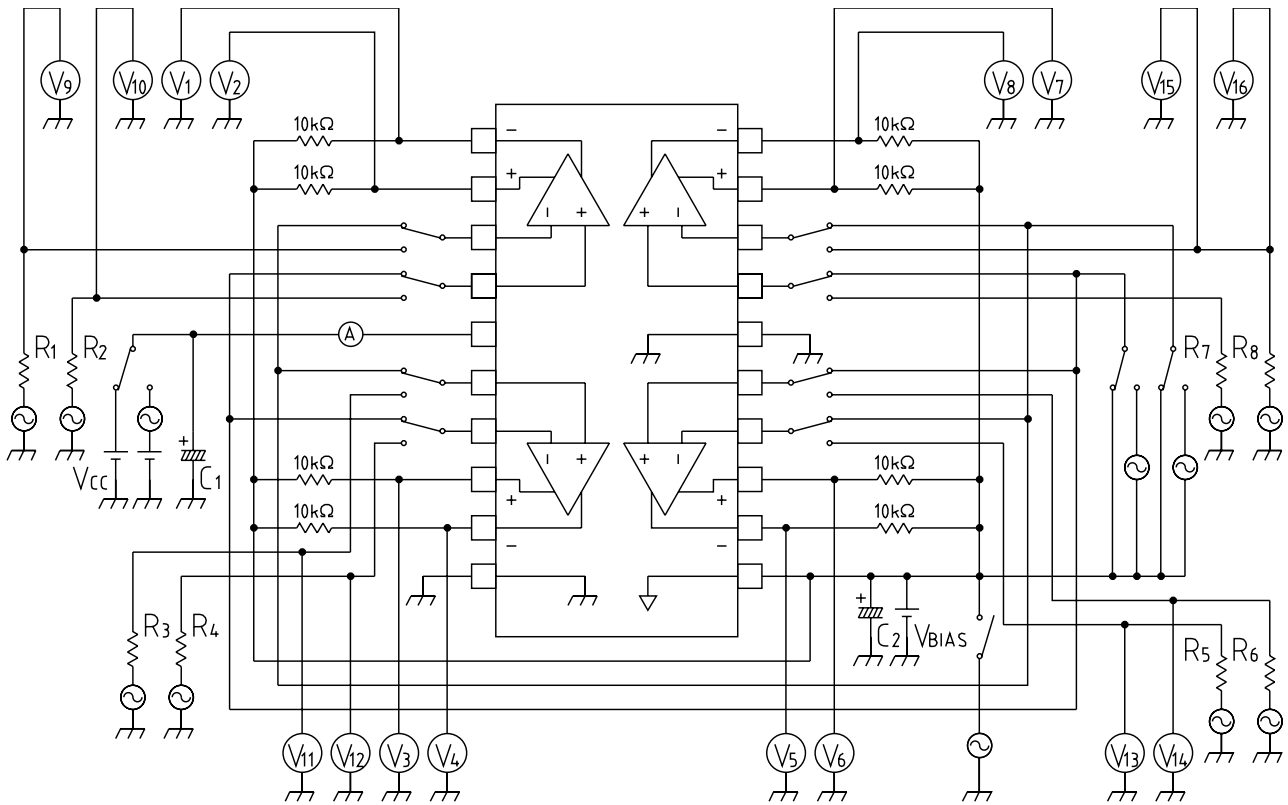 V9
V10
V1
V2
V8
V7
V15
V16
10kΩ
−
−
10kΩ
10kΩ
+
+
10kΩ
− +
+ −
R1
R2
A
R7
R8
+
VCC
C1
− +
+ −
10kΩ
+
+
10kΩ
10kΩ
−
−
10kΩ
R3
R4
+
C2
VBIAS
R5
R6
V11
V12
V3
V4
V5
V6
V13
V14